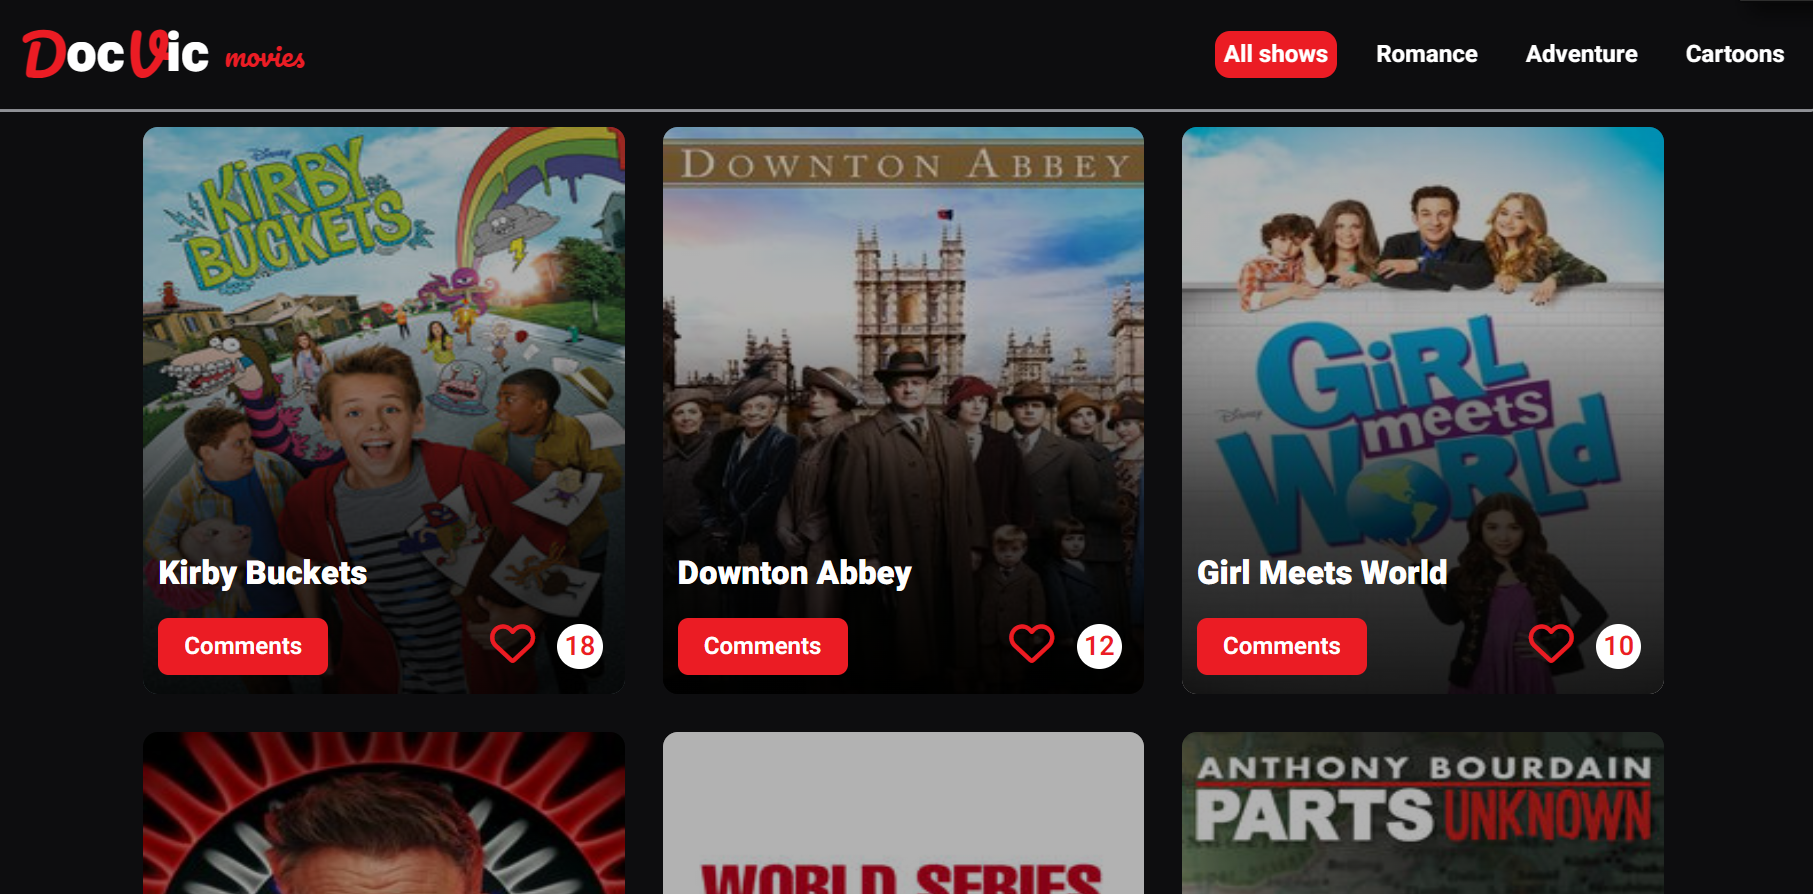 DocVic movies
All shows
Romance
Adventure
Cartoons
Disney
KIRBY
BUCKETS
Kirby Buckets
Comments
18
DOWNTON ABBEY
Downton Abbey
Comments
12
Disney
GiRL
meets
WORLd
Girl Meets World
Comments
10
WORLD SERIES
ANTHONY BOURDAIN
PARTS UNKNOWN